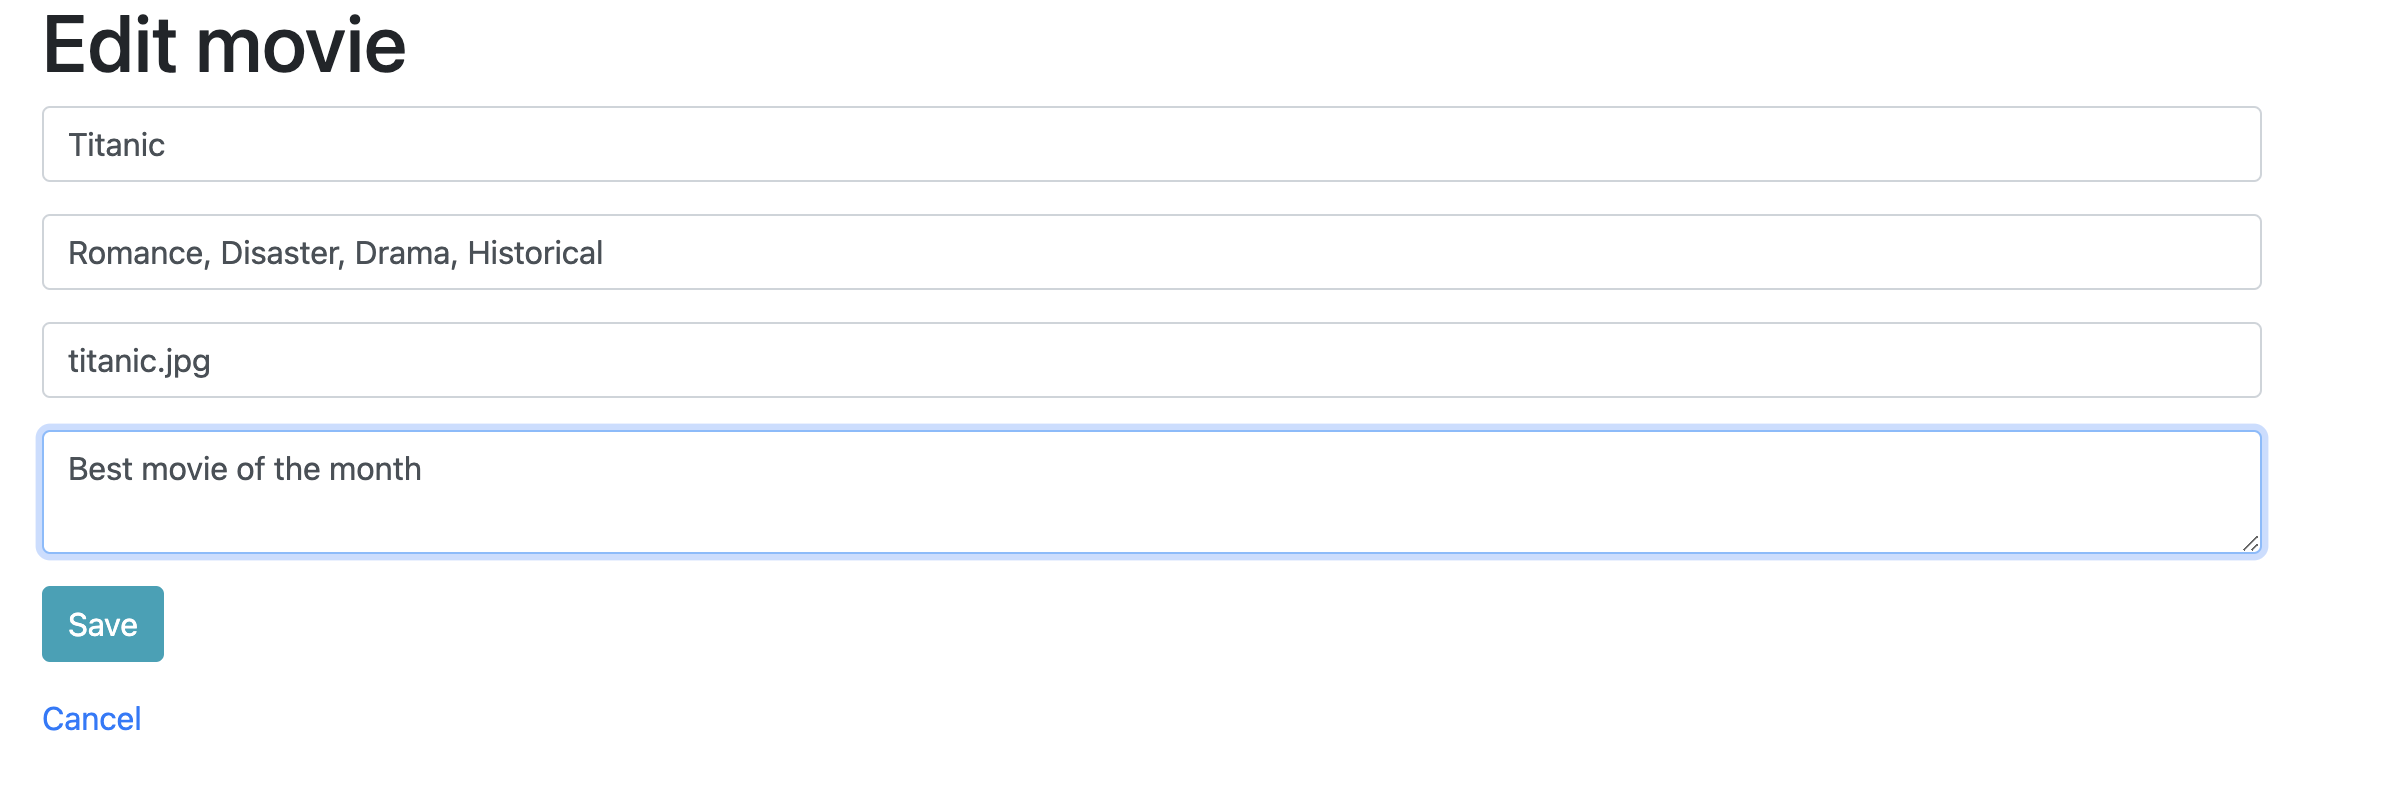 Edit movie
Titanic
Romance, Disaster, Drama, Historical
titanic.jpg
Best movie of the month
Save
Cancel